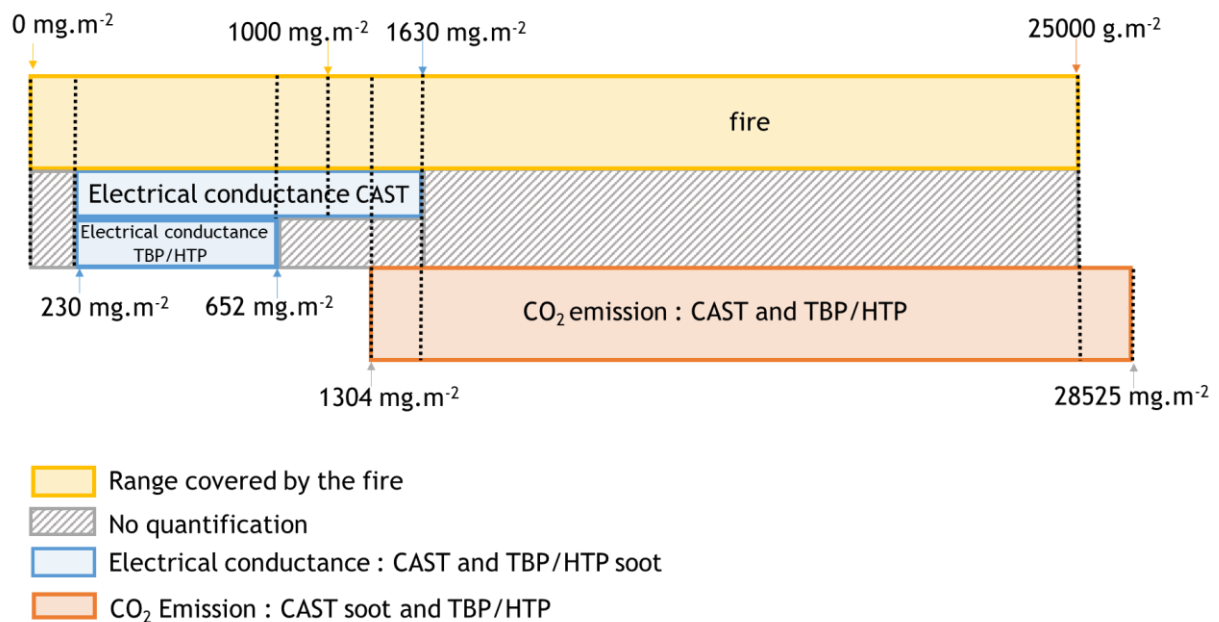 0 mg.m-2
1000 mg.m-2
1630 mg.m-2
25000 g.m-2
fire
Electrical conductance CAST
Electrical conductance
TBP/HTP
230 mg.m-2
652 mg.m-2
CO2 emission : CAST and TBP/HTP
1304 mg.m-2
28525 mg.m-2
Range covered by the fire
No quantification
Electrical conductance : CAST and TBP/HTP soot
CO2 Emission : CAST soot and TBP/HTP